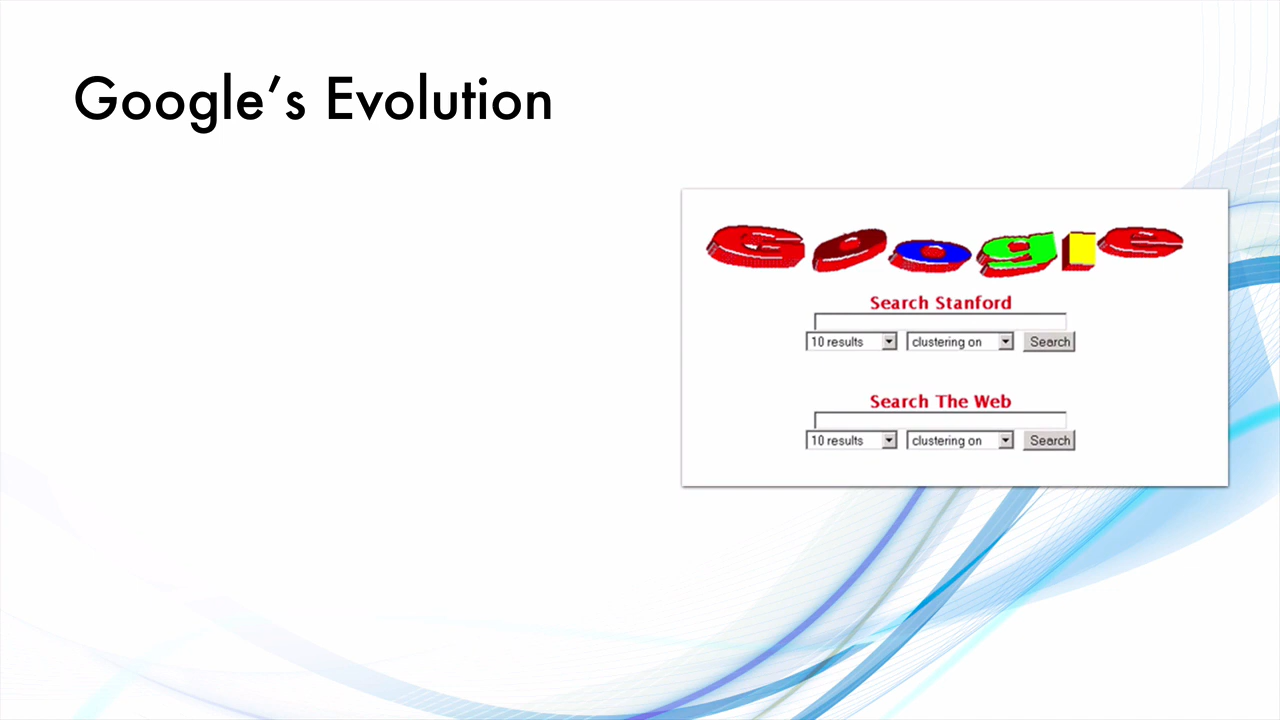 Google’s Evolution
Google
Search Stanford
10 results clustering on Search
Search The Web
10 results clustering on Search